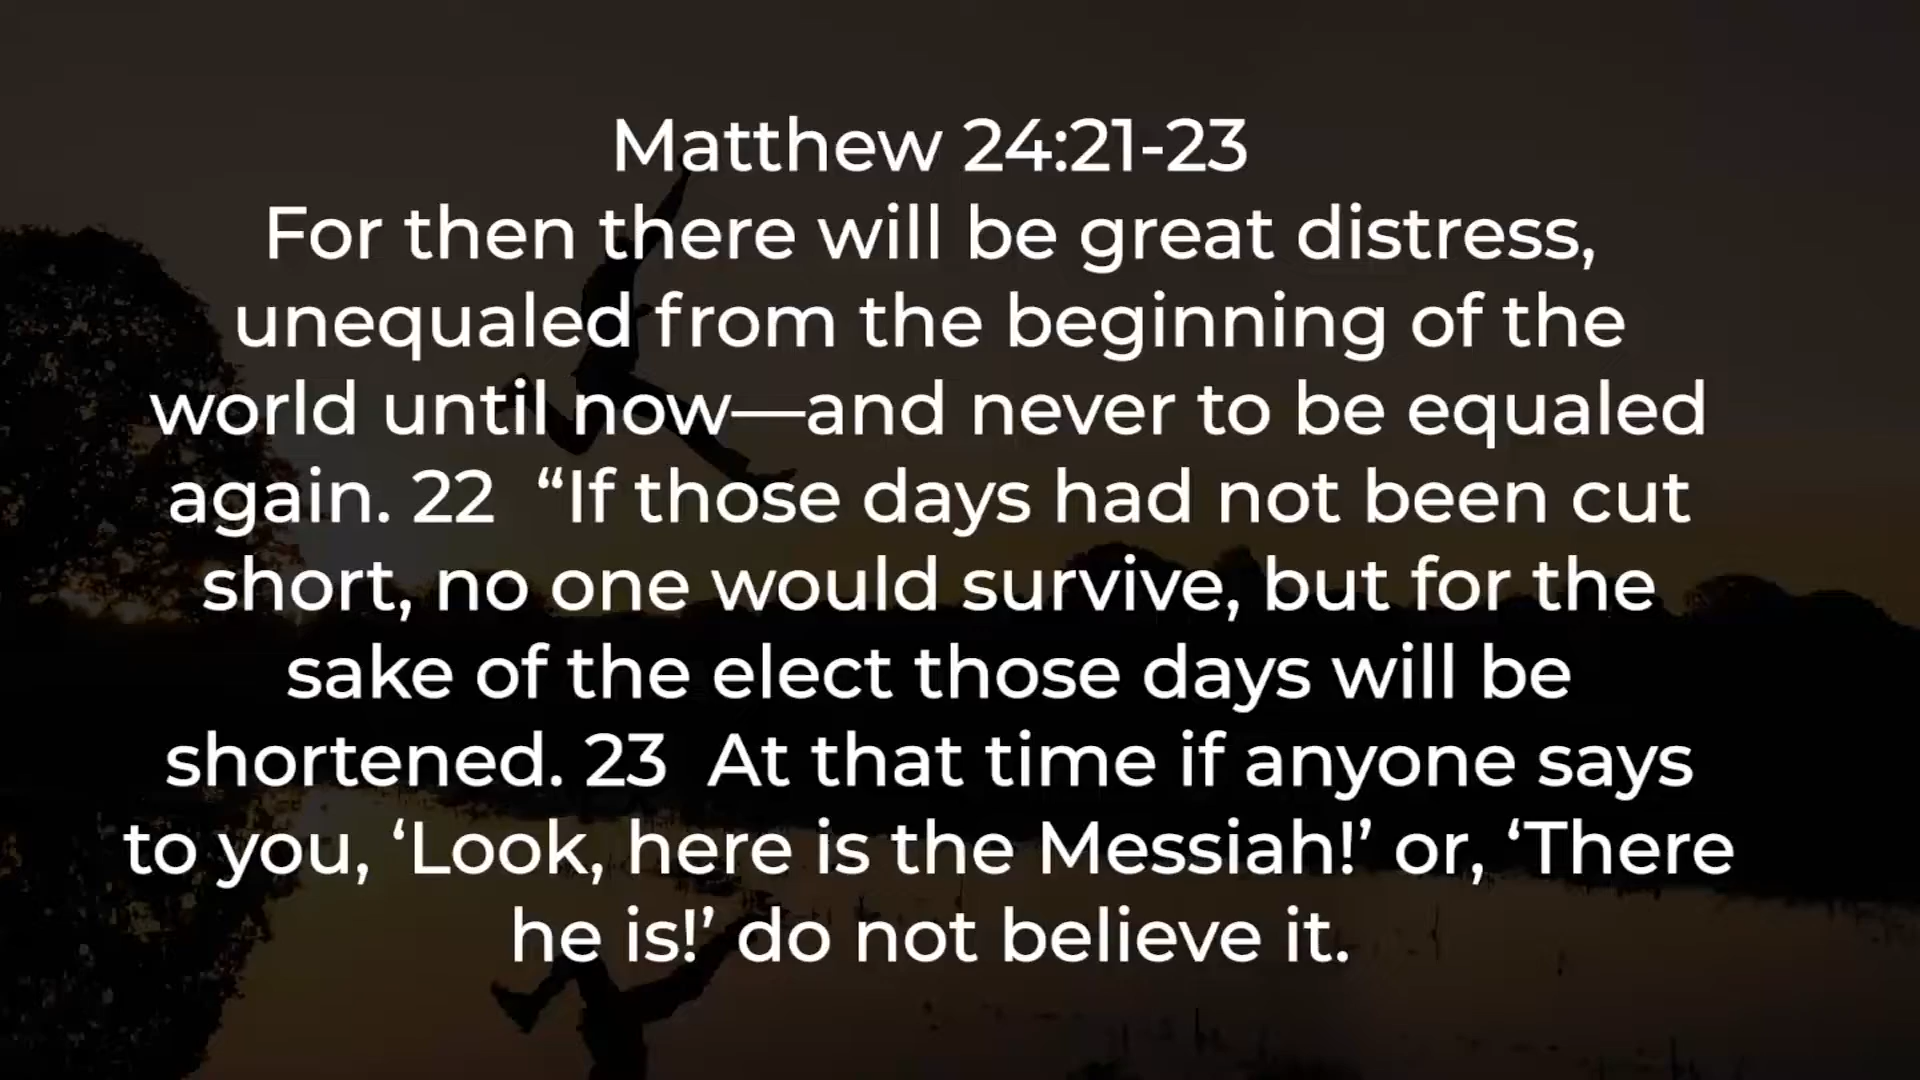 Matthew 24:21-23
For then there will be great distress,
unequaled from the beginning of the
world until now—and never to be equaled
again. 22  “If those days had not been cut
short, no one would survive, but for the
sake of the elect those days will be
shortened. 23  At that time if anyone says
to you, ‘Look, here is the Messiah!’ or, ‘There
he is!’ do not believe it.